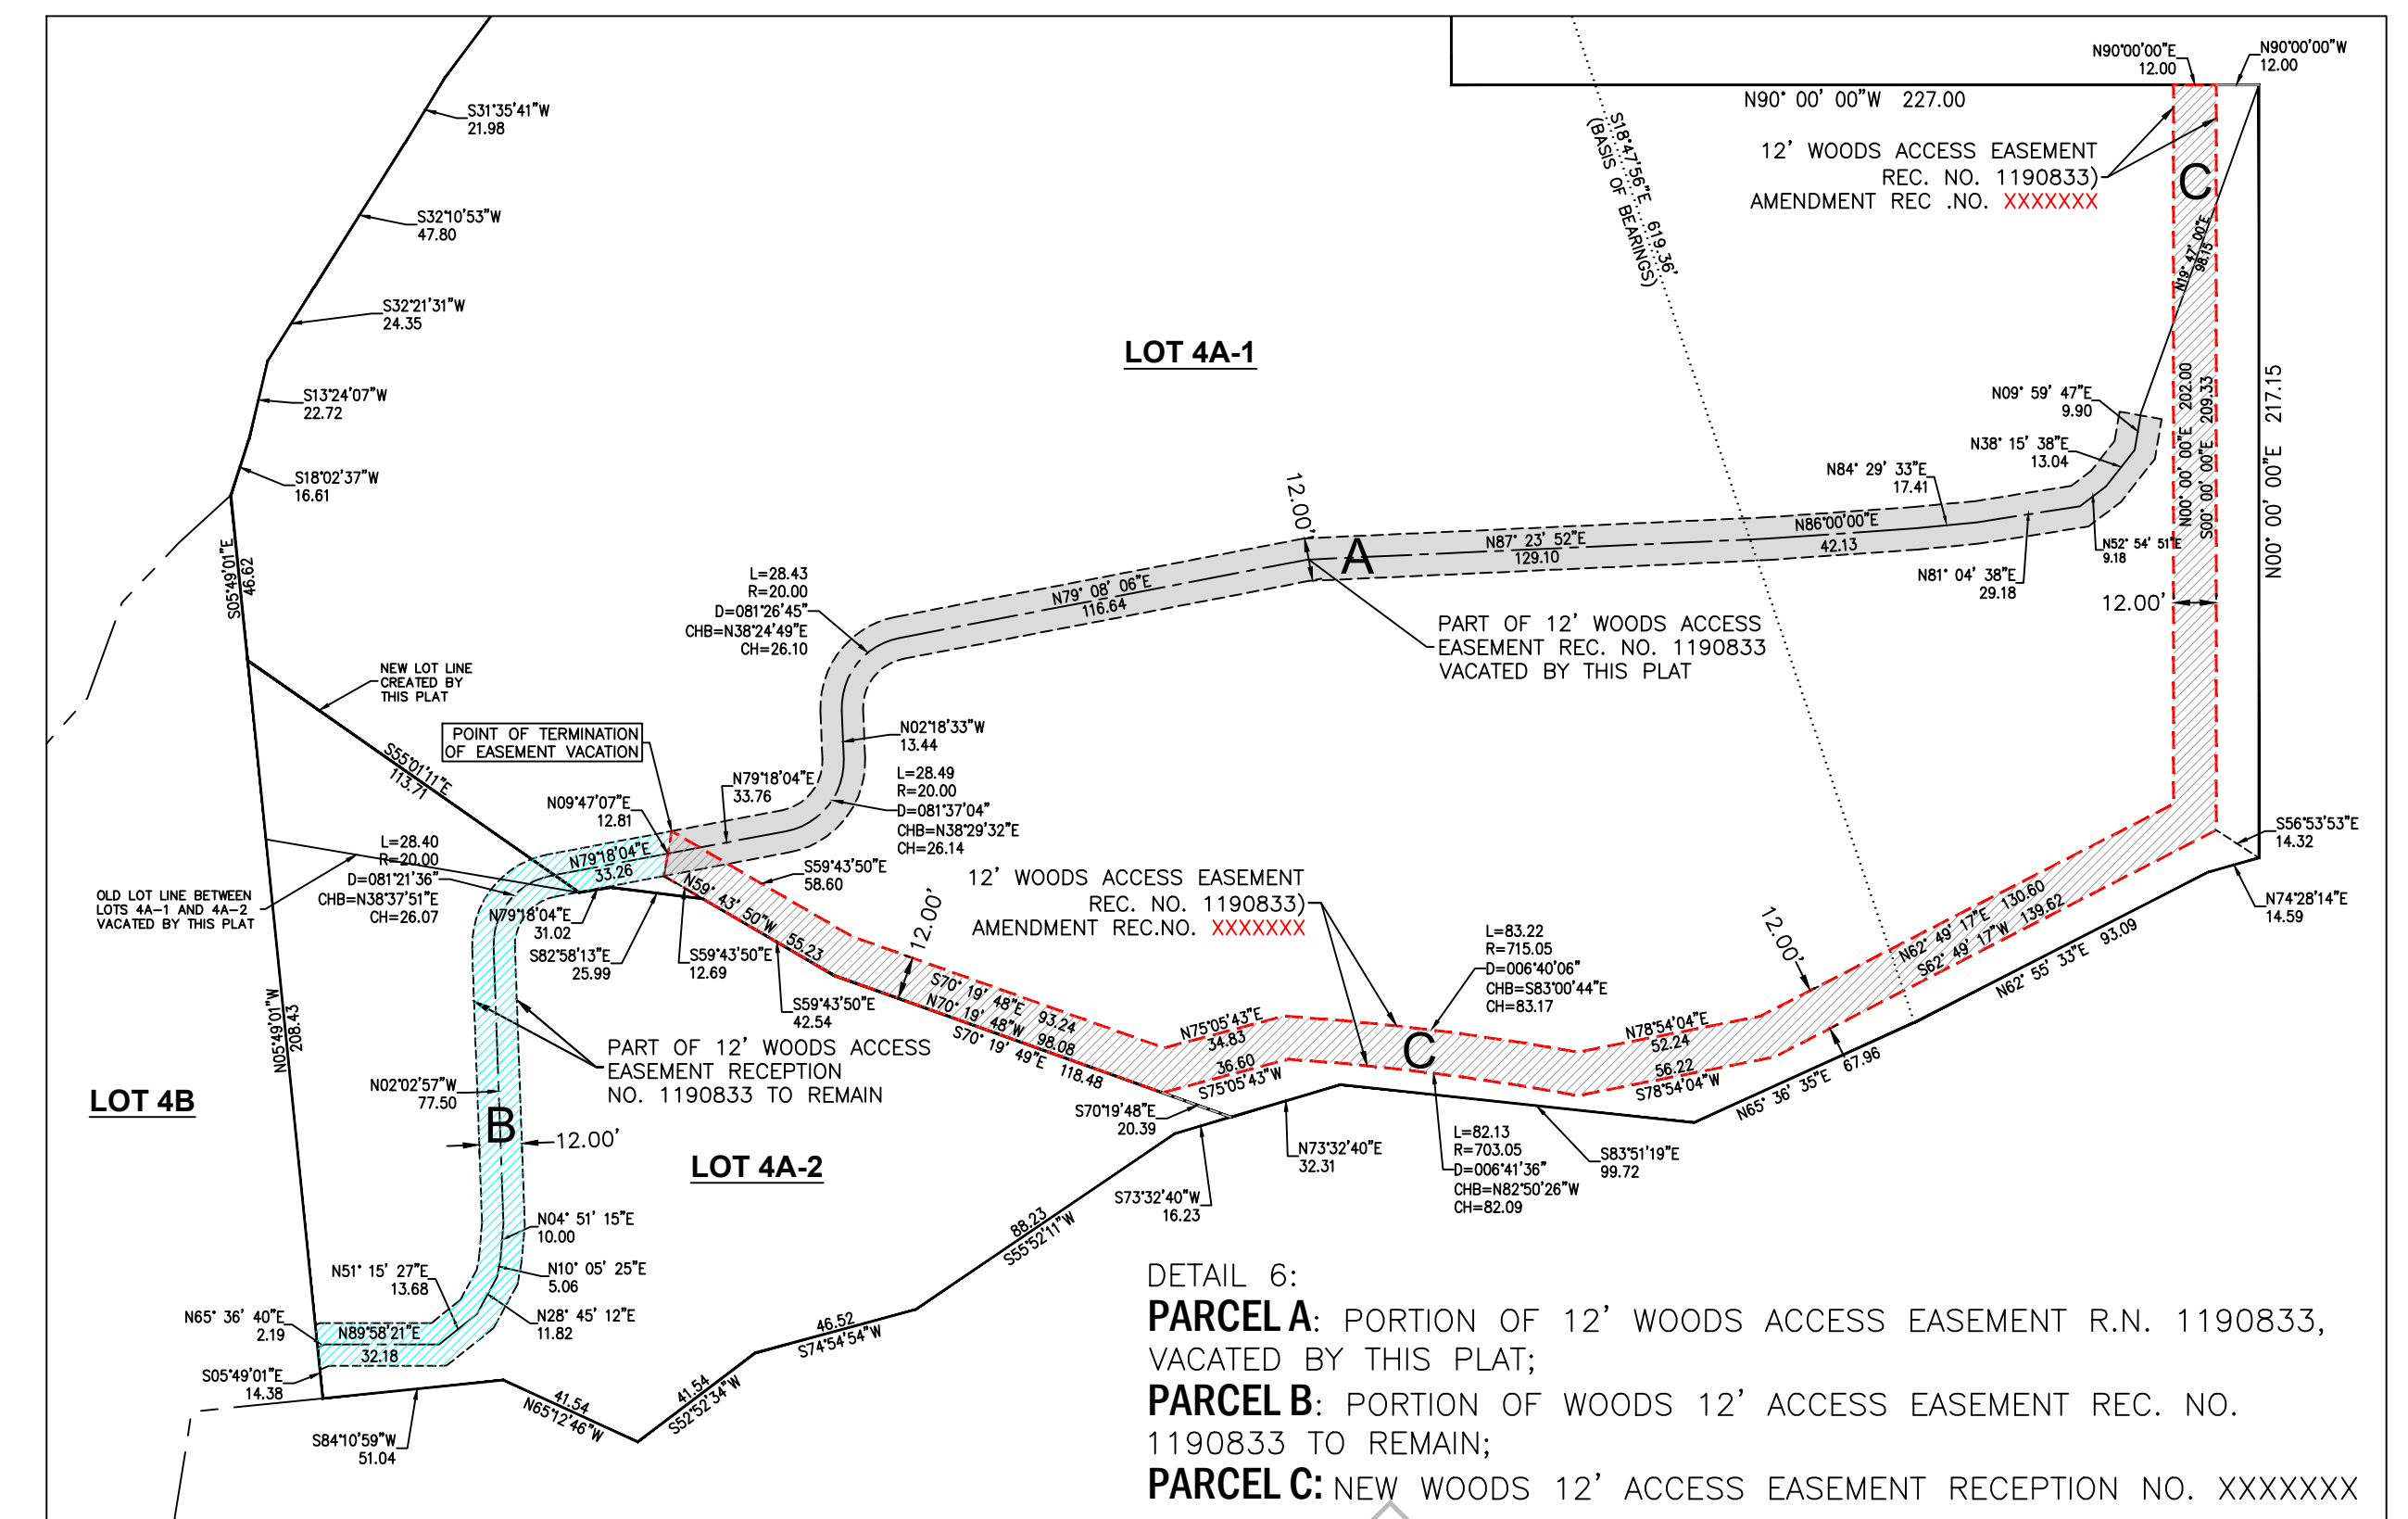 N90°00'00"E
12.00
N90°00'00"W
12.00
N90° 00' 00"W 227.00
12' WOODS ACCESS EASEMENT
REC. NO. 1190833)
AMENDMENT REC .NO. XXXXXXX
C
S18°47'56"E 619.36'
(BASIS OF BEARINGS)
N19° 47' 00"E
98.15
S31°35'41"W
21.98
S32°10'53"W
47.80
S32°21'31"W
24.35
S13°24'07"W
22.72
S18°02'37"W
16.61
S05°49'01"E
46.62
LOT 4A-1
N00° 00' 00"E 202.00
S00° 00' 00"E 209.33
N00° 00' 00"E 217.15
N09° 59' 47"E
9.90
N38° 15' 38"E
13.04
N84° 29' 33"E
17.41
N52° 54' 51"E
9.18
N81° 04' 38"E
29.18
12.00'
12.00'
A
N87° 23' 52"E
129.10
N86°00'00"E
42.13
N79° 08' 06"E
116.64
L=28.43
R=20.00
D=081°26'45"
CHB=N38°24'49"E
CH=26.10
PART OF 12' WOODS ACCESS
EASEMENT REC. NO. 1190833
VACATED BY THIS PLAT
NEW LOT LINE
CREATED BY
THIS PLAT
S55°01'11"E
113.71
POINT OF TERMINATION
OF EASEMENT VACATION
N02°18'33"W
13.44
N79°18'04"E
33.76
L=28.49
R=20.00
D=081°37'04"
CHB=N38°29'32"E
CH=26.14
N09°47'07"E
12.81
L=28.40
R=20.00
D=081°21'36"
CHB=N38°37'51"E
CH=26.07
N79°18'04"E
33.26
OLD LOT LINE BETWEEN
LOTS 4A-1 AND 4A-2
VACATED BY THIS PLAT
N79°18'04"E
31.02
S82°58'13"E
25.99
S59°43'50"E
12.69
S59°43'50"E
58.60
N59° 43' 50"W 55.23
S59°43'50"E
42.54
12.00'
12' WOODS ACCESS EASEMENT
REC. NO. 1190833)
AMENDMENT REC.NO. XXXXXXX
S70° 19' 48"E 93.24
N70° 19' 48"W 98.08
S70° 19' 49"E 118.48
N75°05'43"E
34.83
36.60
S75°05'43"W
C
L=83.22
R=715.05
D=006°40'06"
CHB=S83°00'44"E
CH=83.17
N78°54'04"E
52.24
56.22
S78°54'04"W
12.00'
N62° 49' 17"E 130.60
S62° 49' 17"W 139.62
N62° 55' 33"E 93.09
S56°53'53"E
14.32
N74°28'14"E
14.59
N65° 36' 35"E 67.96
S70°19'48"E
20.39
S73°32'40"W
16.23
N73°32'40"E
32.31
L=82.13
R=703.05
D=006°41'36"
CHB=N82°50'26"W
CH=82.09
S83°51'19"E
99.72
N05°49'01"W
208.43
LOT 4B
N02°02'57"W
77.50
B
12.00'
PART OF 12' WOODS ACCESS
EASEMENT RECEPTION
NO. 1190833 TO REMAIN
LOT 4A-2
N04° 51' 15"E
10.00
N10° 05' 25"E
5.06
N28° 45' 12"E
11.82
N51° 15' 27"E
13.68
N65° 36' 40"E
2.19
N89°58'21"E
32.18
S05°49'01"E
14.38
S84°10'59"W
51.04
41.54
N65°12'46"W
41.54
S52°52'34"W
46.52
S74°54'54"W
88.23
S55°52'11"W
DETAIL 6:
PARCEL A: PORTION OF 12' WOODS ACCESS EASEMENT R.N. 1190833,
VACATED BY THIS PLAT;
PARCEL B: PORTION OF WOODS 12' ACCESS EASEMENT REC. NO.
1190833 TO REMAIN;
PARCEL C: NEW WOODS 12' ACCESS EASEMENT RECEPTION NO. XXXXXXX